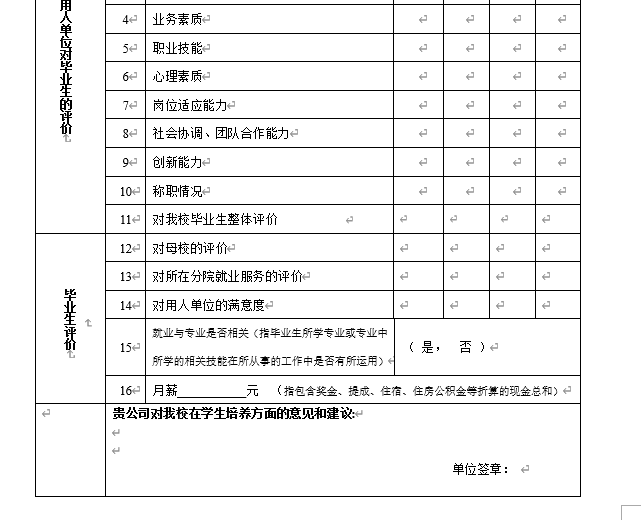 用人单位对毕业生的评价
4 业务素质
5 职业技能
6 心理素质
7 岗位适应能力
8 社会协调、团队合作能力
9 创新能力
10 称职情况
11 对我校毕业生整体评价
毕业生评价
12 对母校的评价
13 对所在分院就业服务的评价
14 对用人单位的满意度
15 就业与专业是否相关（指毕业生所学专业或专业中
所学的相关技能在所从事的工作中是否有所运用）
（ 是， 否 ）
16 月薪___________元 （指包含奖金、提成、住宿、住房公积金等折算的现金总和）
贵公司对我校在学生培养方面的意见和建议:
单位签章：